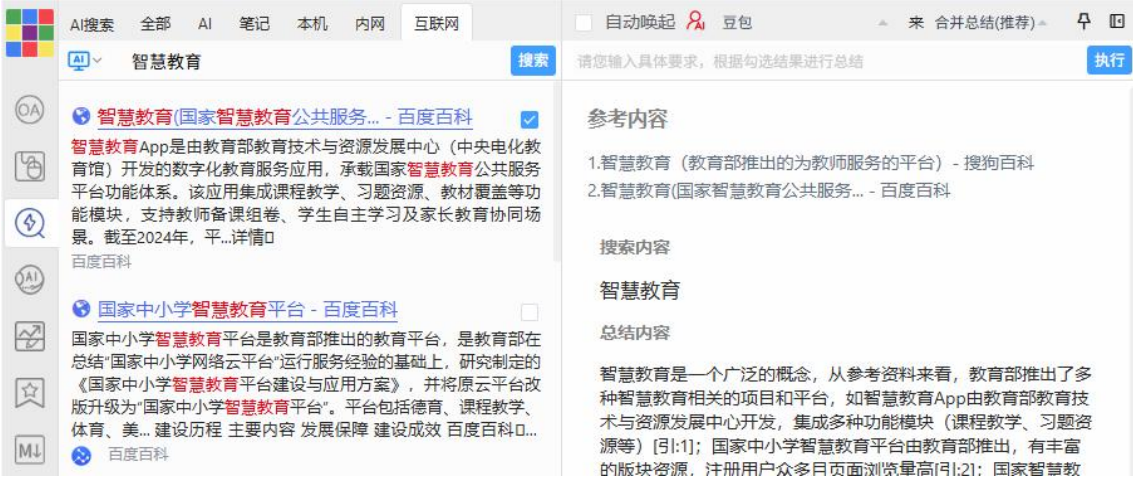 AI搜索 全部 AI 笔记 本机 内网 互联网
AI 智慧教育 搜索
OA
智慧教育(国家智慧教育公共服务... - 百度百科
智慧教育App是由教育部教育技术与资源发展中心（中央电化教
育馆）开发的数字化教育服务应用，承载国家智慧教育公共服务
平台功能体系。该应用集成课程教学、习题资源、教材覆盖等功
能模块，支持教师备课组卷、学生自主学习及家长教育协同场
景。截至2024年，平...详情
百度百科
AI
国家中小学智慧教育平台 - 百度百科
国家中小学智慧教育平台是教育部推出的教育平台，是教育部在
总结“国家中小学网络云平台”运行服务经验的基础上，研究制定的
《国家中小学智慧教育平台建设与应用方案》，并将原云平台改
版升级为“国家中小学智慧教育平台”。平台包括德育、课程教学、
体育、美... 建设历程 主要内容 发展保障 建设成效 百度百科...
百度百科
M↓
自动唤起 AI 豆包 来 合并总结(推荐)
请您输入具体要求，根据勾选结果进行总结 执行
参考内容
1.智慧教育（教育部推出的为教师服务的平台）- 搜狗百科
2.智慧教育(国家智慧教育公共服务... - 百度百科
搜索内容
智慧教育
总结内容
智慧教育是一个广泛的概念，从参考资料来看，教育部推出了多
种智慧教育相关的项目和平台，如智慧教育App由教育部教育技
术与资源发展中心开发，集成多种功能模块（课程教学、习题资
源等）[引:1]；国家中小学智慧教育平台由教育部推出，有丰富
的版块资源，注册用户众多且页面浏览量高[引:2]；国家智慧教